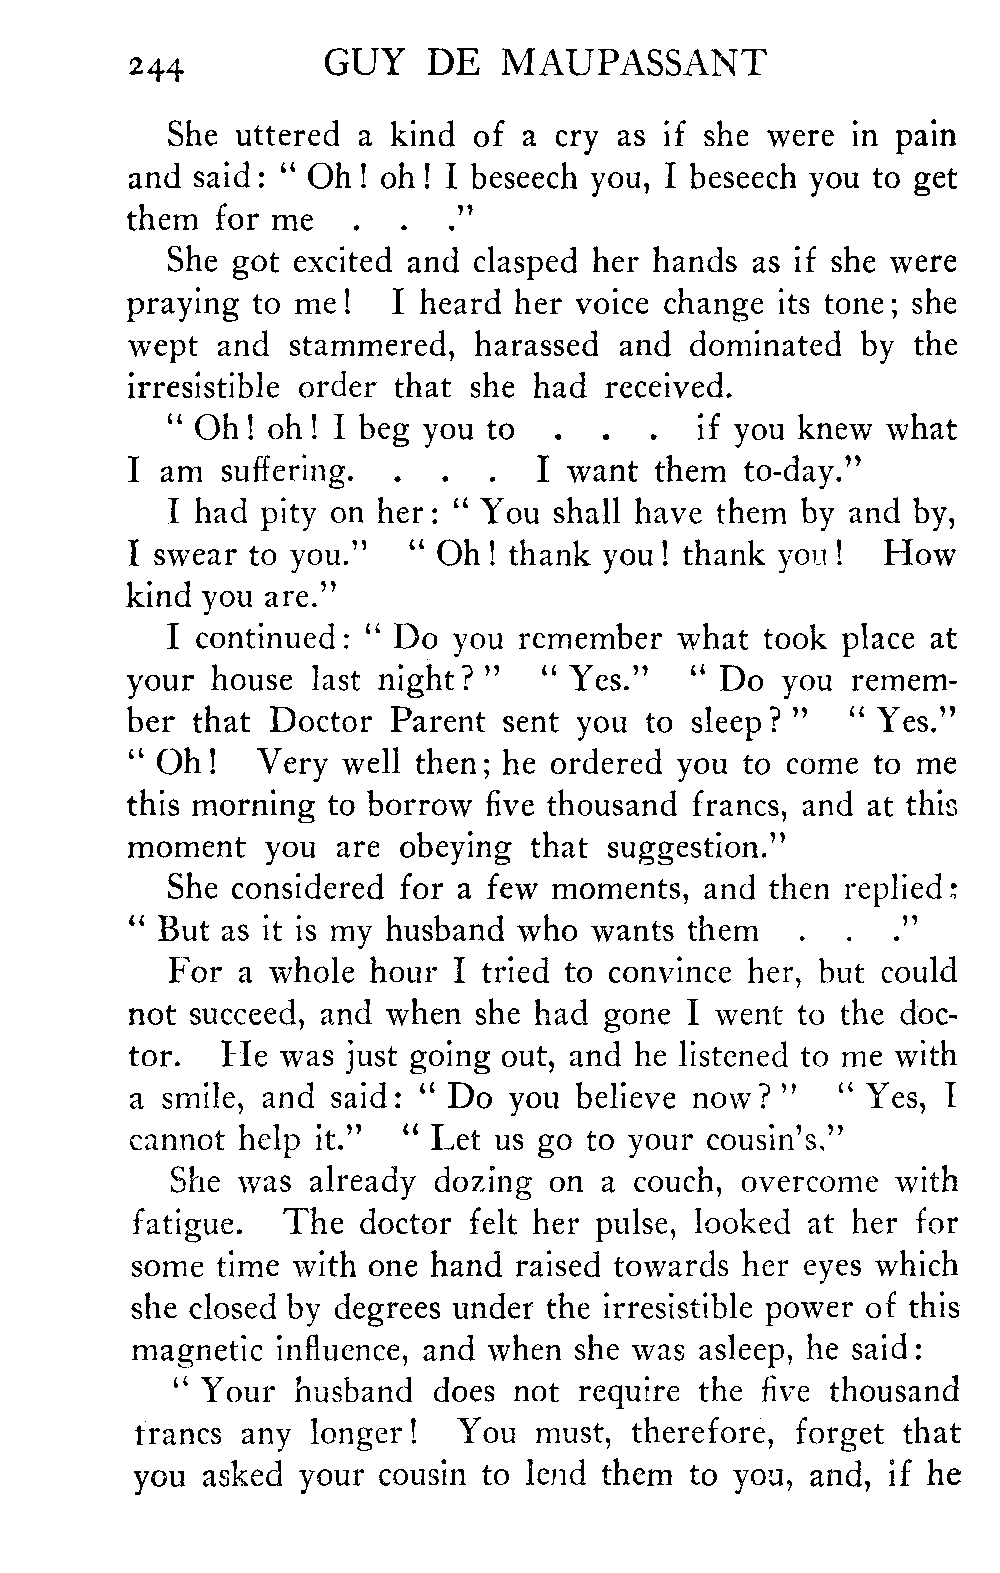 244 GUY DE MAUPASSANT
She uttered a kind of a cry as if she were in pain
and said: “ Oh! oh! I beseech you, I beseech you to get
them for me . . .”
She got excited and clasped her hands as if she were
praying to me! I heard her voice change its tone; she
wept and stammered, harassed and dominated by the
irresistible order that she had received.
“ Oh! oh! I beg you to . . . if you knew what
I am suffering. . . . I want them to-day.”
I had pity on her: “ You shall have them by and by,
I swear to you.” “ Oh! thank you! thank you! How
kind you are.”
I continued: “ Do you remember what took place at
your house last night? ” “ Yes.” “ Do you remem-
ber that Doctor Parent sent you to sleep? ” “ Yes.”
“ Oh! Very well then; he ordered you to come to me
this morning to borrow five thousand francs, and at this
moment you are obeying that suggestion.”
She considered for a few moments, and then replied:
“ But as it is my husband who wants them . . .”
For a whole hour I tried to convince her, but could
not succeed, and when she had gone I went to the doc-
tor. He was just going out, and he listened to me with
a smile, and said: “ Do you believe now? ” “ Yes, I
cannot help it.” “ Let us go to your cousin’s.”
She was already dozing on a couch, overcome with
fatigue. The doctor felt her pulse, looked at her for
some time with one hand raised towards her eyes which
she closed by degrees under the irresistible power of this
magnetic influence, and when she was asleep, he said:
“ Your husband does not require the five thousand
francs any longer! You must, therefore, forget that
you asked your cousin to lend them to you, and, if he